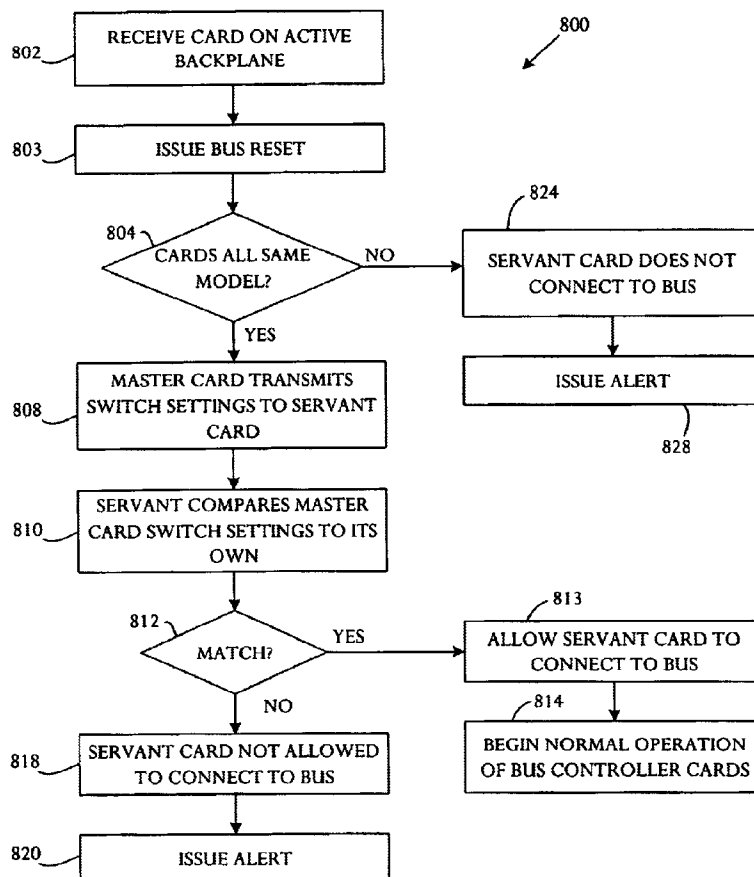 800
802
RECEIVE CARD ON ACTIVE
BACKPLANE
803
ISSUE BUS RESET
804
CARDS ALL SAME
MODEL?
NO
YES
824
SERVANT CARD DOES NOT
CONNECT TO BUS
ISSUE ALERT
828
808
MASTER CARD TRANSMITS
SWITCH SETTINGS TO SERVANT
CARD
810
SERVANT COMPARES MASTER
CARD SWITCH SETTINGS TO ITS
OWN
812
MATCH?
YES
NO
813
ALLOW SERVANT CARD TO
CONNECT TO BUS
814
BEGIN NORMAL OPERATION
OF BUS CONTROLLER CARDS
818
SERVANT CARD NOT ALLOWED
TO CONNECT TO BUS
820
ISSUE ALERT